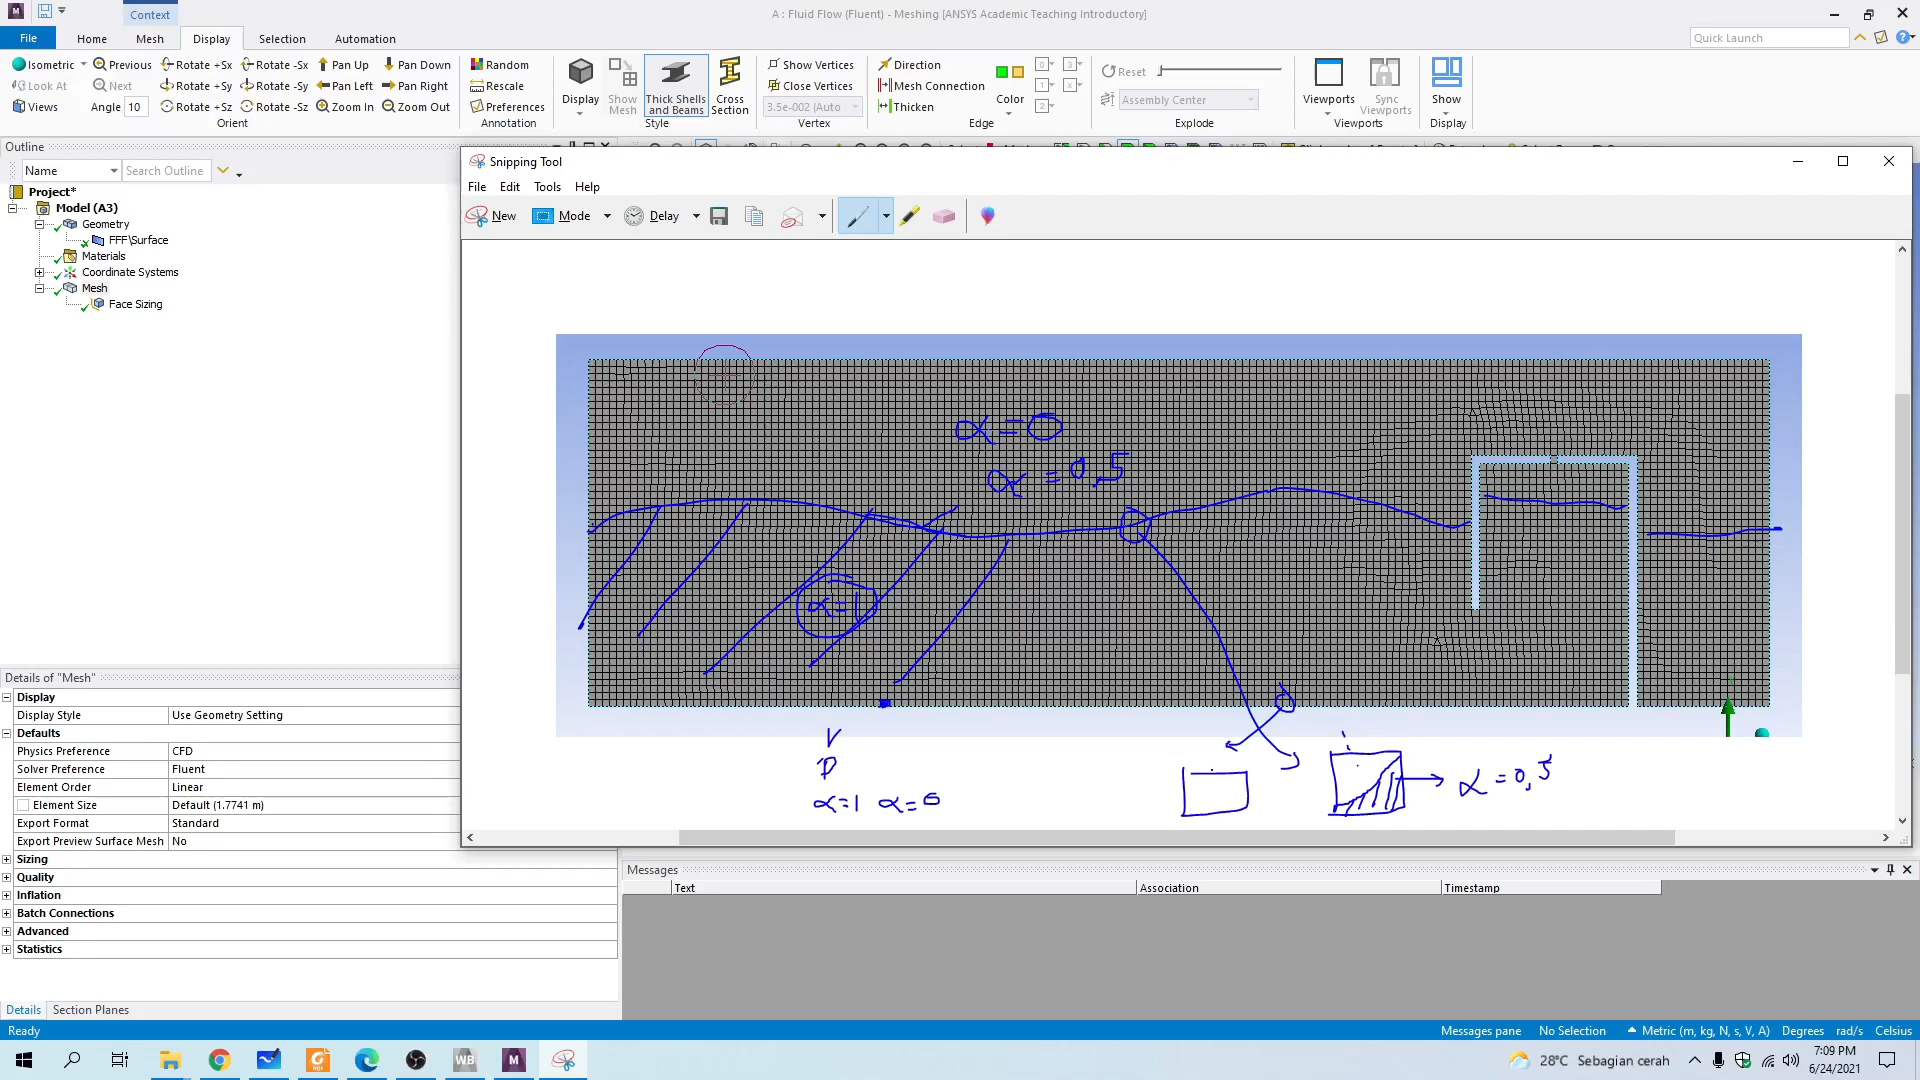 Context
A : Fluid Flow (Fluent) - Meshing [ANSYS Academic Teaching Introductory]
File Home Mesh Display Selection Automation
Quick Launch
Isometric Previous Rotate +Sx Rotate -Sx Pan Up Pan Down
Look At Next Rotate +Sy Rotate -Sy Pan Left Pan Right
Views Angle 10 Rotate +Sz Rotate -Sz Zoom In Zoom Out
Orient
Random
Rescale
Preferences
Annotation
Display
Show Mesh
Thick Shells and Beams
Cross Section
Style
Show Vertices
Close Vertices
3.5e-002 (Auto
Vertex
Direction
Mesh Connection
Thicken
Color
Edge
Reset
Assembly Center
Explode
Viewports
Sync Viewports
Viewports
Show
Display
Outline
Name Search Outline
Project*
Model (A3)
Geometry
FFF\Surface
Materials
Coordinate Systems
Mesh
Face Sizing
Details of "Mesh"
Display
Display Style Use Geometry Setting
Defaults
Physics Preference CFD
Solver Preference Fluent
Element Order Linear
Element Size Default (1.7741 m)
Export Format Standard
Export Preview Surface Mesh No
Sizing
Quality
Inflation
Batch Connections
Advanced
Statistics
Details Section Planes
Snipping Tool
File Edit Tools Help
New Mode Delay
α = 0
α = 0,5
α=1
V
P
α=1 α=0
α = 0,5
Messages
Text Association Timestamp
Ready
Messages pane No Selection Metric (m, kg, N, s, V, A) Degrees rad/s Celsius
28°C Sebagian cerah
7:09 PM
6/24/2021